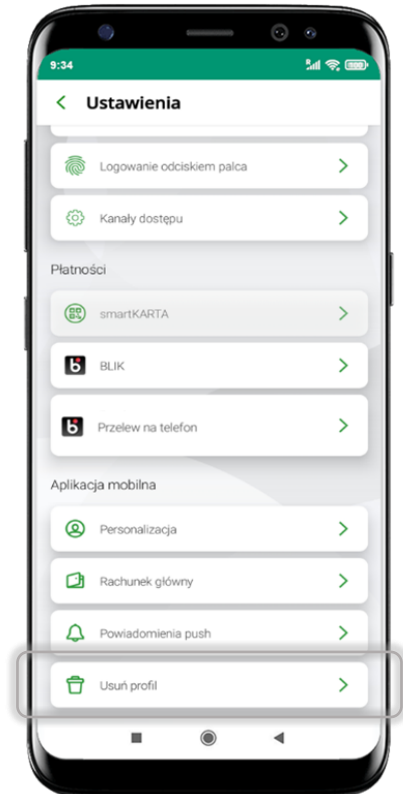 9:34
Ustawienia
Logowanie odciskiem palca
Kanały dostępu
Płatności
smartKARTA
BLIK
Przelew na telefon
Aplikacja mobilna
Personalizacja
Rachunek główny
Powiadomienia push
Usuń profil